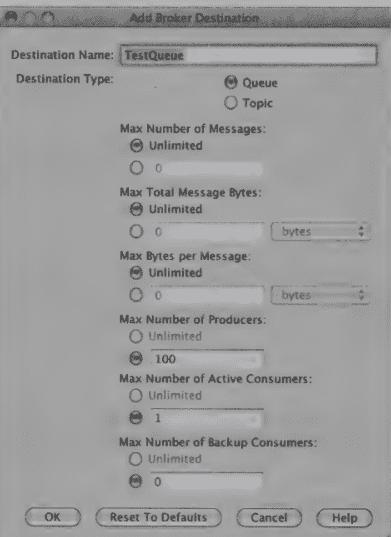 Add Broker Destination
Destination Name: TestQueue
Destination Type: Queue
Topic
Max Number of Messages:
Unlimited
0
Max Total Message Bytes:
Unlimited
0 bytes
Max Bytes per Message:
Unlimited
0 bytes
Max Number of Producers:
Unlimited
100
Max Number of Active Consumers:
Unlimited
1
Max Number of Backup Consumers:
Unlimited
0
OK Reset To Defaults Cancel Help